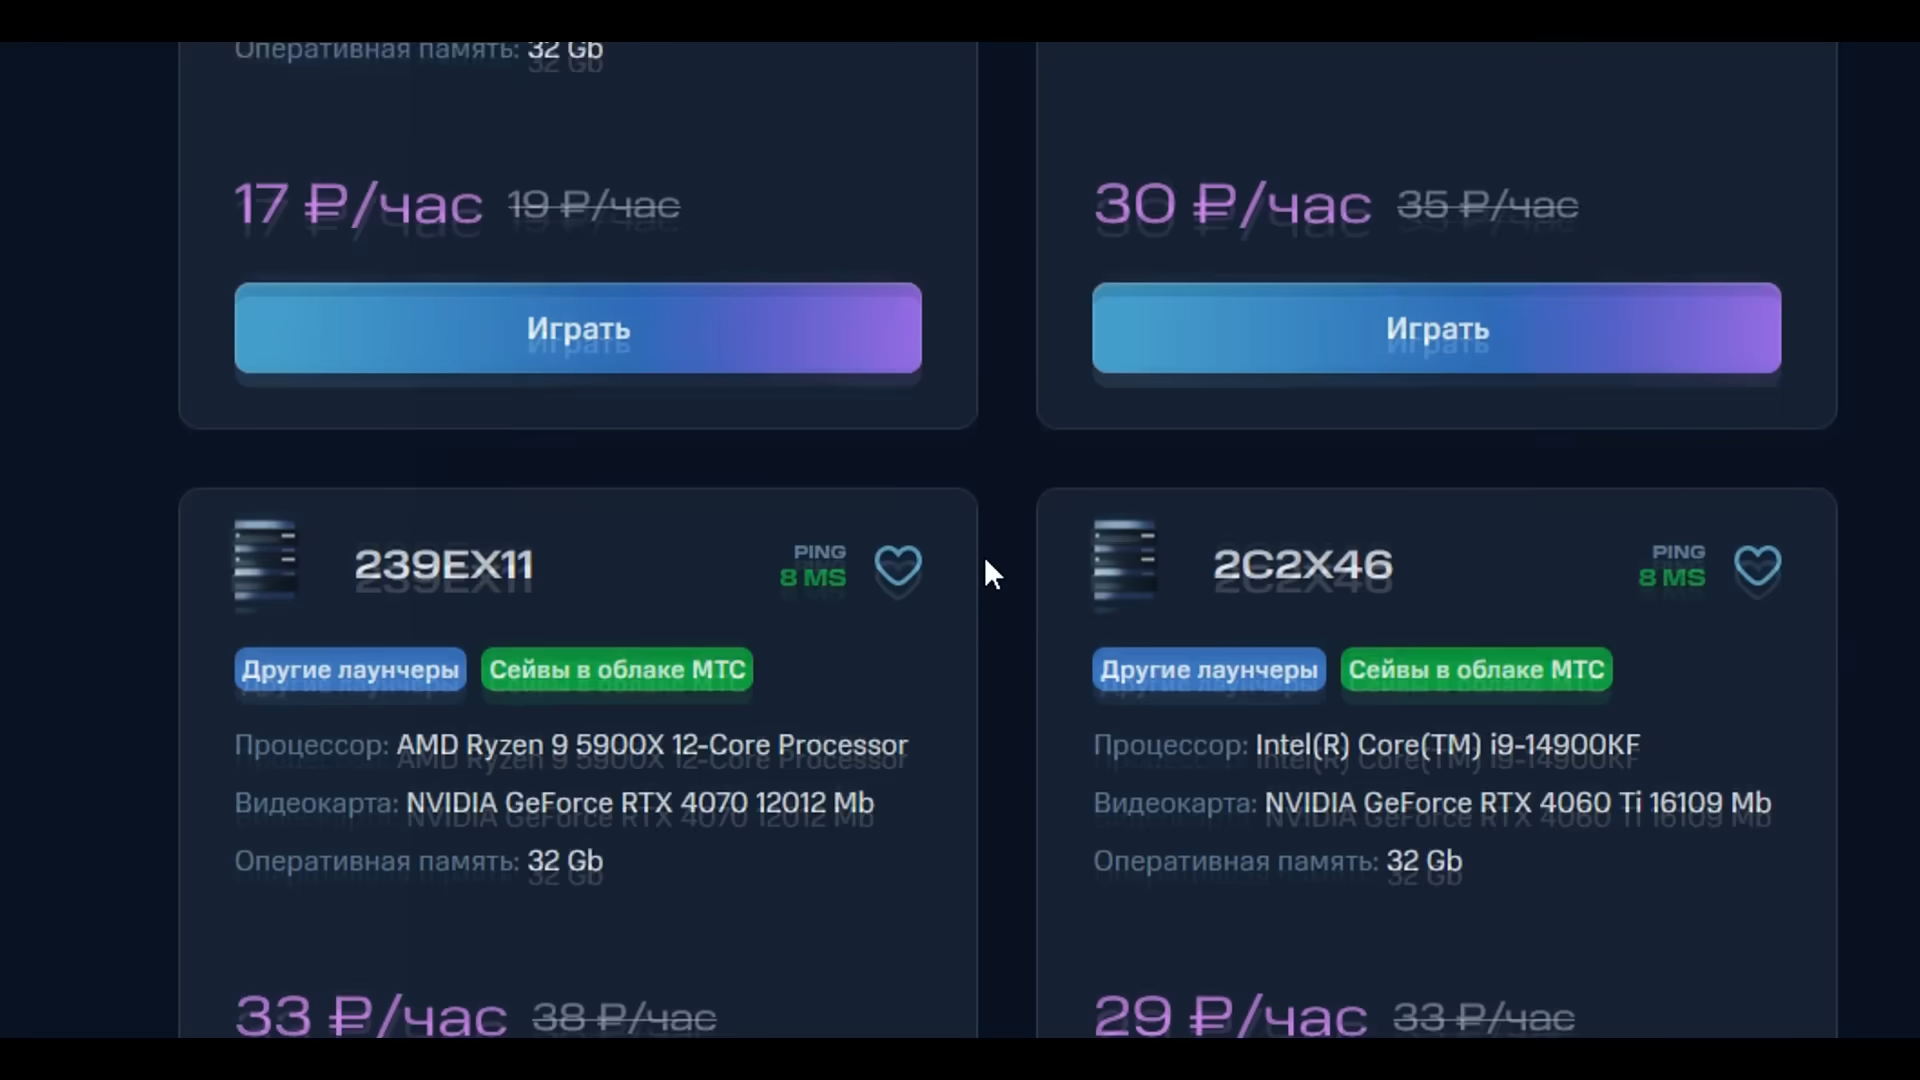 Оперативная память: 32 Gb
17 ₽/час 19 ₽/час
Играть
30 ₽/час 35 ₽/час
Играть
239EX11
PING
8 MS
Другие лаунчеры Сейвы в облаке МТС
Процессор: AMD Ryzen 9 5900X 12-Core Processor
Видеокарта: NVIDIA GeForce RTX 4070 12012 Mb
Оперативная память: 32 Gb
33 ₽/час 38 ₽/час
2C2X46
PING
8 MS
Другие лаунчеры Сейвы в облаке МТС
Процессор: Intel(R) Core(TM) i9-14900KF
Видеокарта: NVIDIA GeForce RTX 4060 Ti 16109 Mb
Оперативная память: 32 Gb
29 ₽/час 33 ₽/час